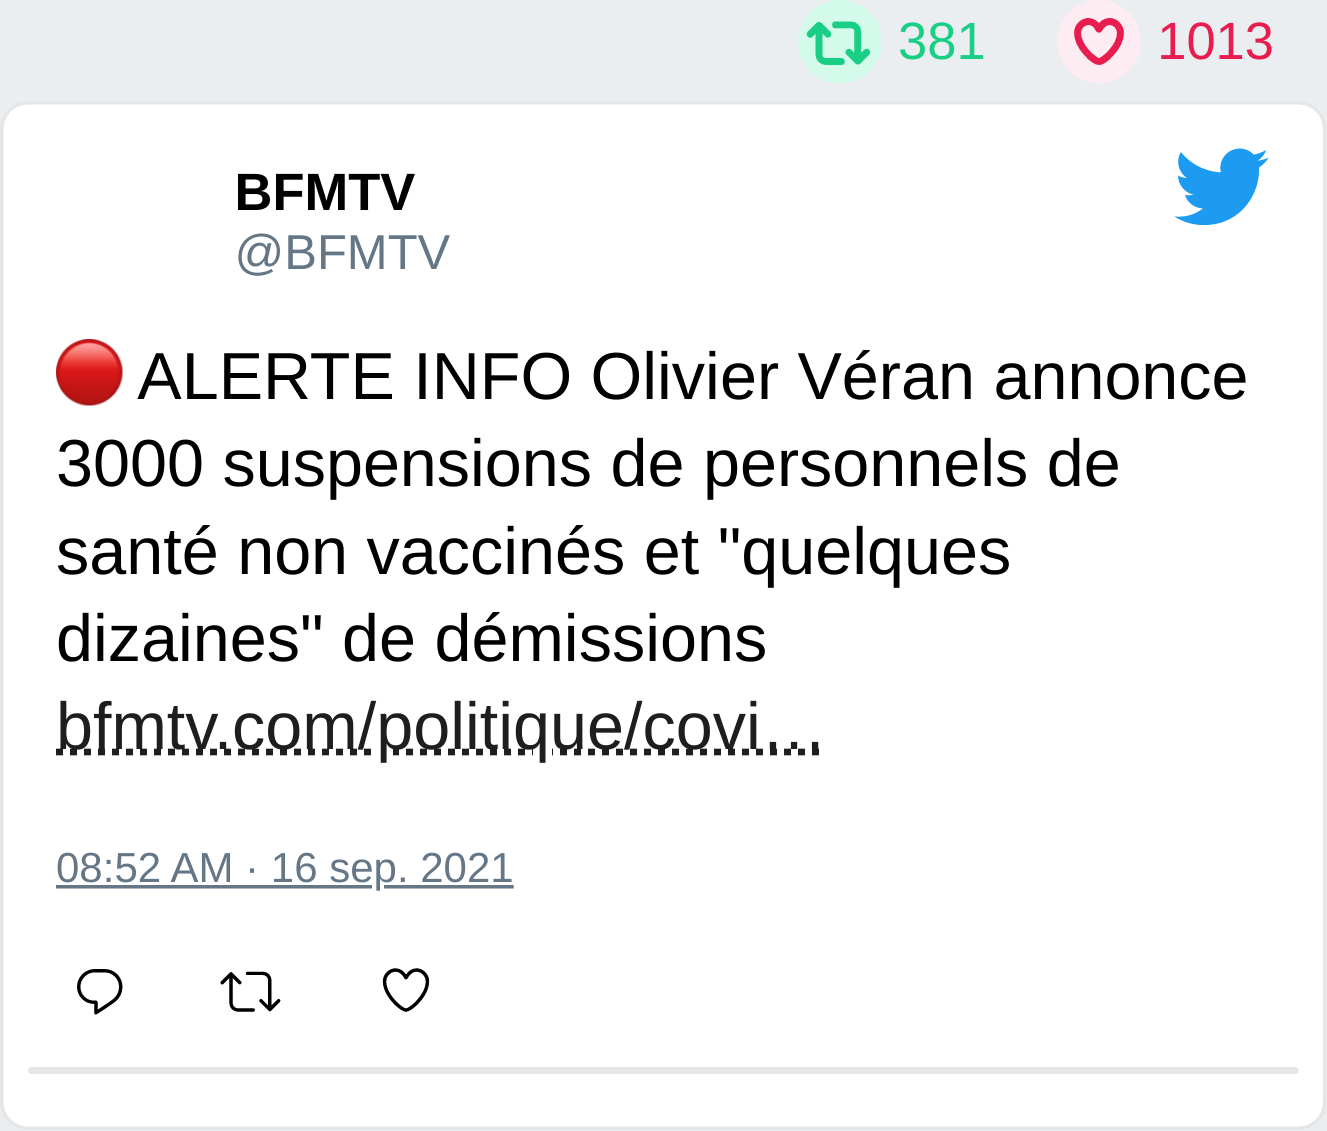 381 1013
BFMTV
@BFMTV
🔴 ALERTE INFO Olivier Véran annonce
3000 suspensions de personnels de
santé non vaccinés et "quelques
dizaines" de démissions
bfmtv.com/politique/covi…
08:52 AM · 16 sep. 2021